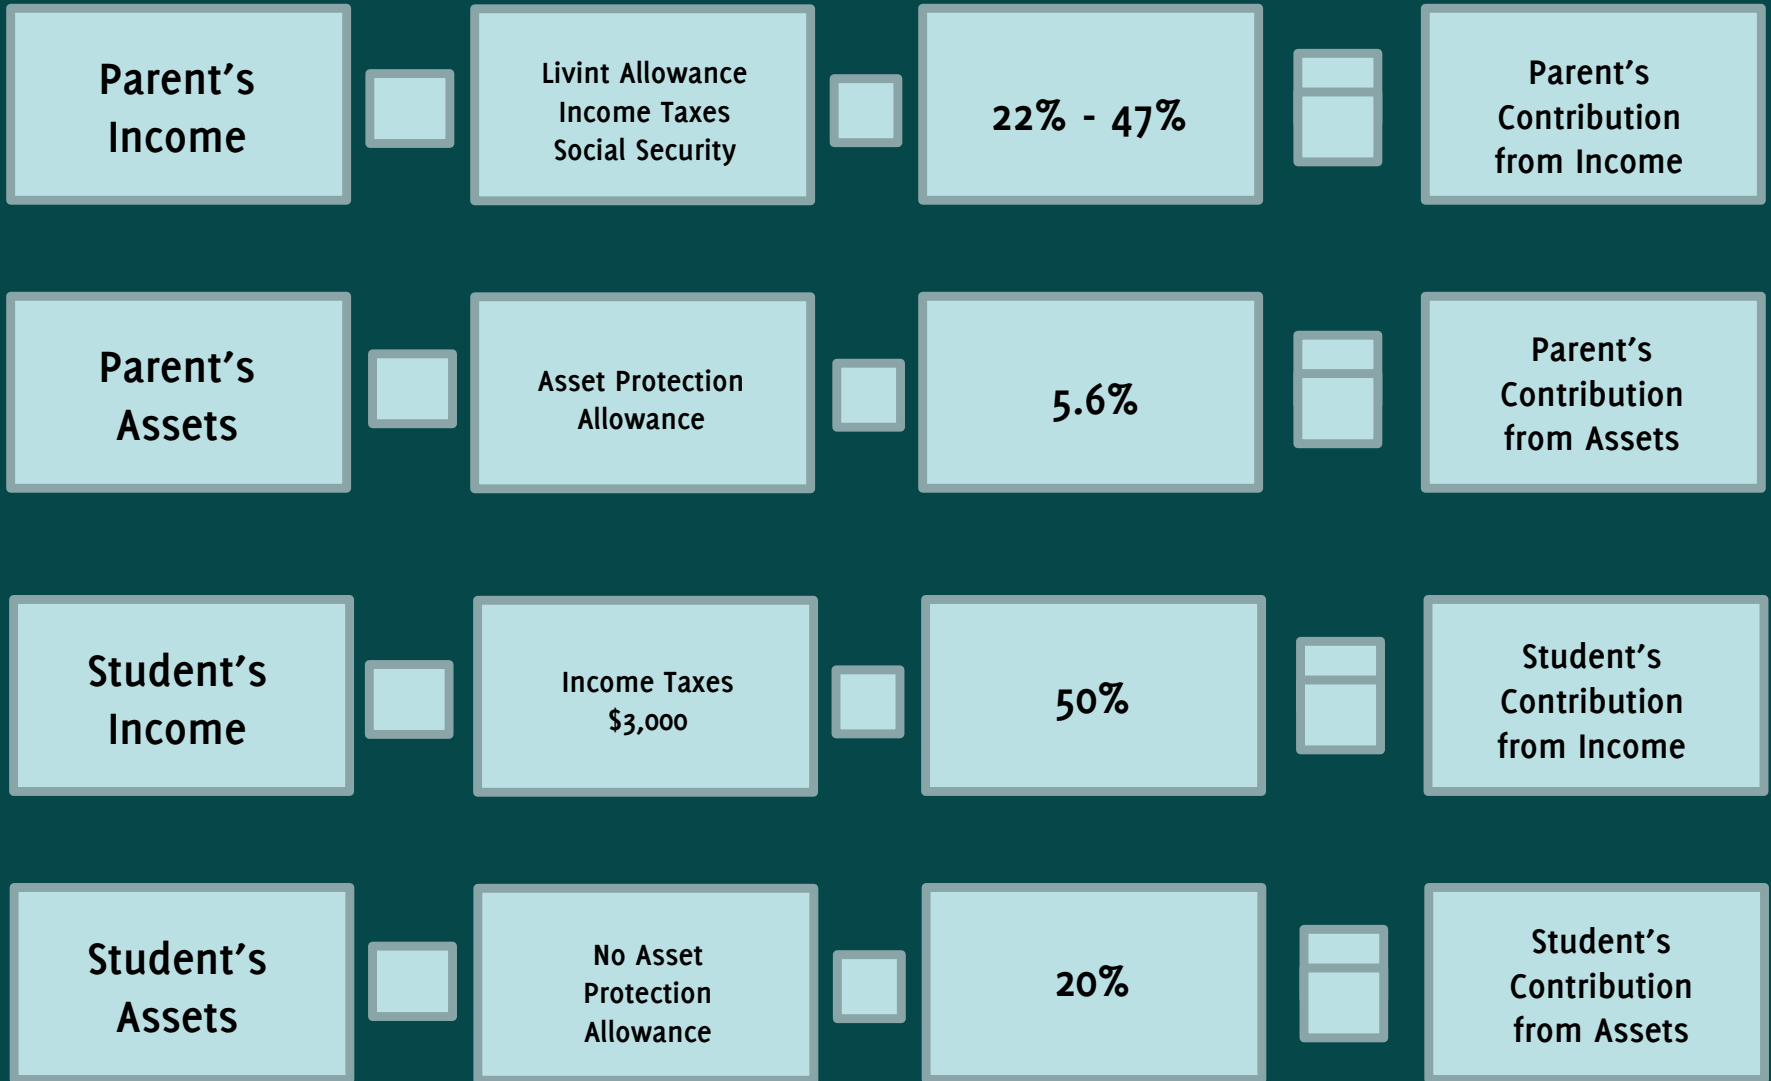 Parent's
Income
Livint Allowance
Income Taxes
Social Security
22% - 47%
Parent's
Contribution
from Income
Parent's
Assets
Asset Protection
Allowance
5.6%
Parent's
Contribution
from Assets
Student's
Income
Income Taxes
$3,000
50%
Student's
Contribution
from Income
Student's
Assets
No Asset
Protection
Allowance
20%
Student's
Contribution
from Assets